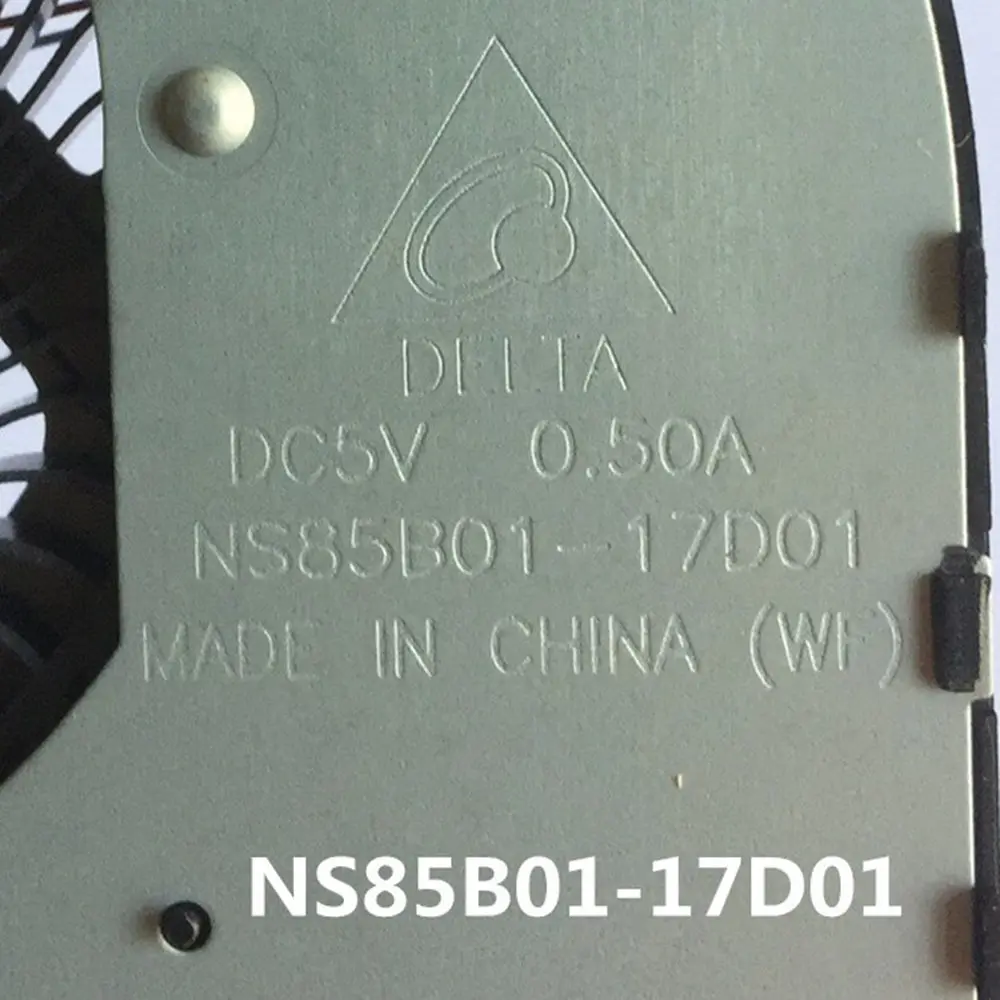 DELTA
DC5V 0.50A
NS85B01-17D01
MADE IN CHINA (WF)
NS85B01-17D01